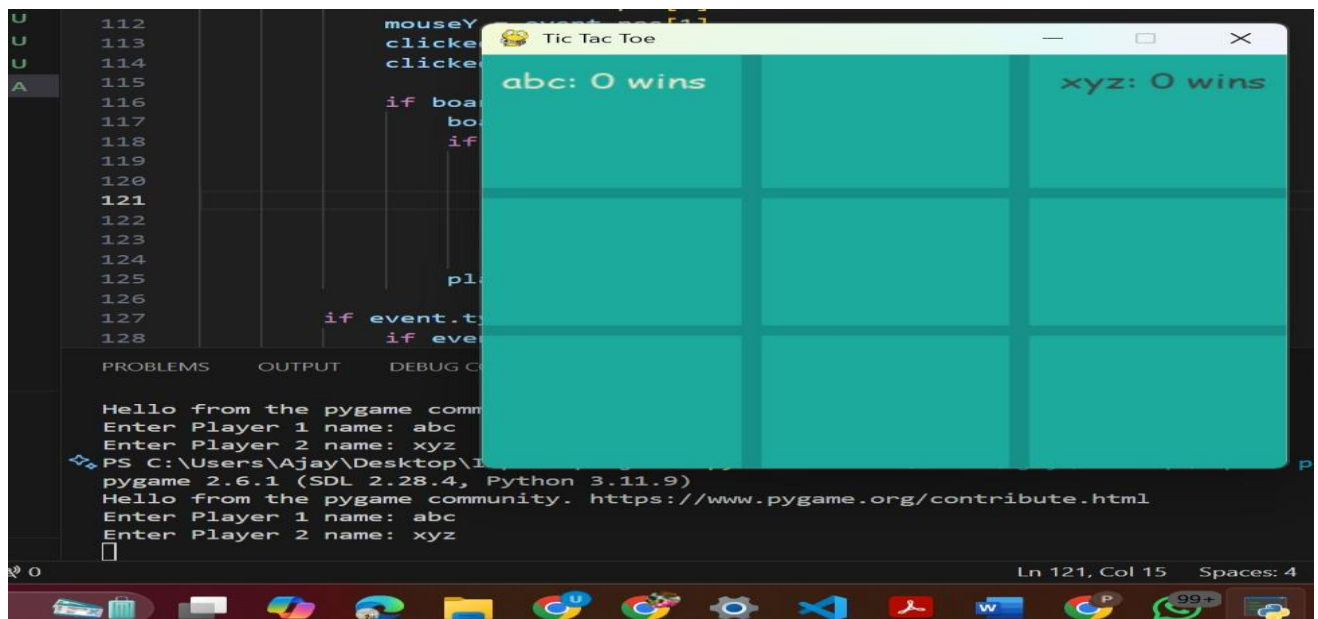 U
U
U
A
112 mouseY
113 clicke
114 clicke
115
116 if boa
117 bo
118 if
119
120
121
122
123
124
125 pl
126
127 if event.ty
128 if eve
Tic Tac Toe
abc: 0 wins xyz: 0 wins
PROBLEMS OUTPUT DEBUG C
Hello from the pygame comm
Enter Player 1 name: abc
Enter Player 2 name: xyz
PS C:\Users\Ajay\Desktop\I
pygame 2.6.1 (SDL 2.28.4, Python 3.11.9)
Hello from the pygame community. https://www.pygame.org/contribute.html
Enter Player 1 name: abc
Enter Player 2 name: xyz
0 Ln 121, Col 15 Spaces: 4
U P 99+